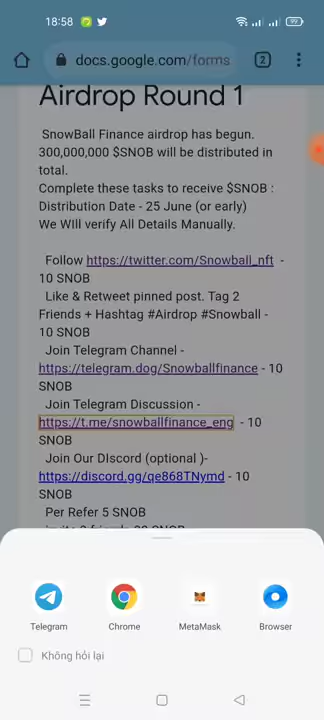 18:58
99
docs.google.com/forms
2
Airdrop Round 1
SnowBall Finance airdrop has begun.
300,000,000 $SNOB will be distributed in
total.
Complete these tasks to receive $SNOB :
Distribution Date - 25 June (or early)
We WIll verify All Details Manually.
Follow https://twitter.com/Snowball_nft -
10 SNOB
Like & Retweet pinned post. Tag 2
Friends + Hashtag #Airdrop #Snowball -
10 SNOB
Join Telegram Channel -
https://telegram.dog/Snowballfinance - 10
SNOB
Join Telegram Discussion -
https://t.me/snowballfinance_eng - 10
SNOB
Join Our DIscord (optional )-
https://discord.gg/qe868TNymd - 10
SNOB
Per Refer 5 SNOB
Telegram
Chrome
MetaMask
Browser
Không hỏi lại